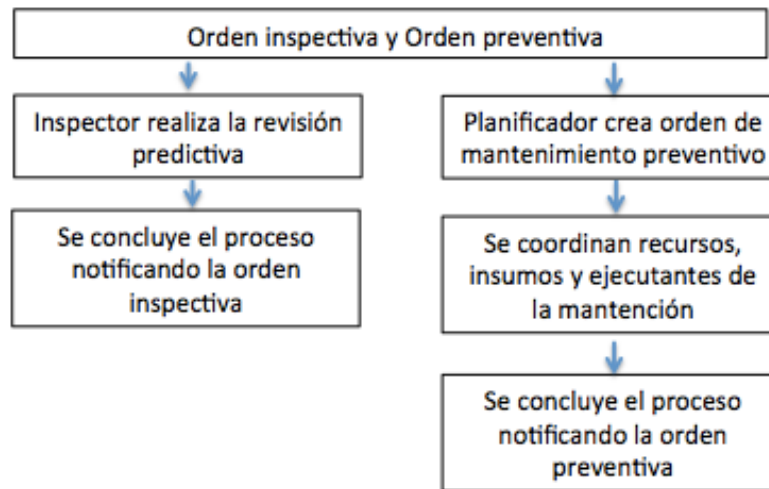 Orden inspectiva y Orden preventiva
Inspector realiza la revisión
predictiva
Se concluye el proceso
notificando la orden
inspectiva
Planificador crea orden de
mantenimiento preventivo
Se coordinan recursos,
insumos y ejecutantes de
la mantención
Se concluye el proceso
notificando la orden
preventiva